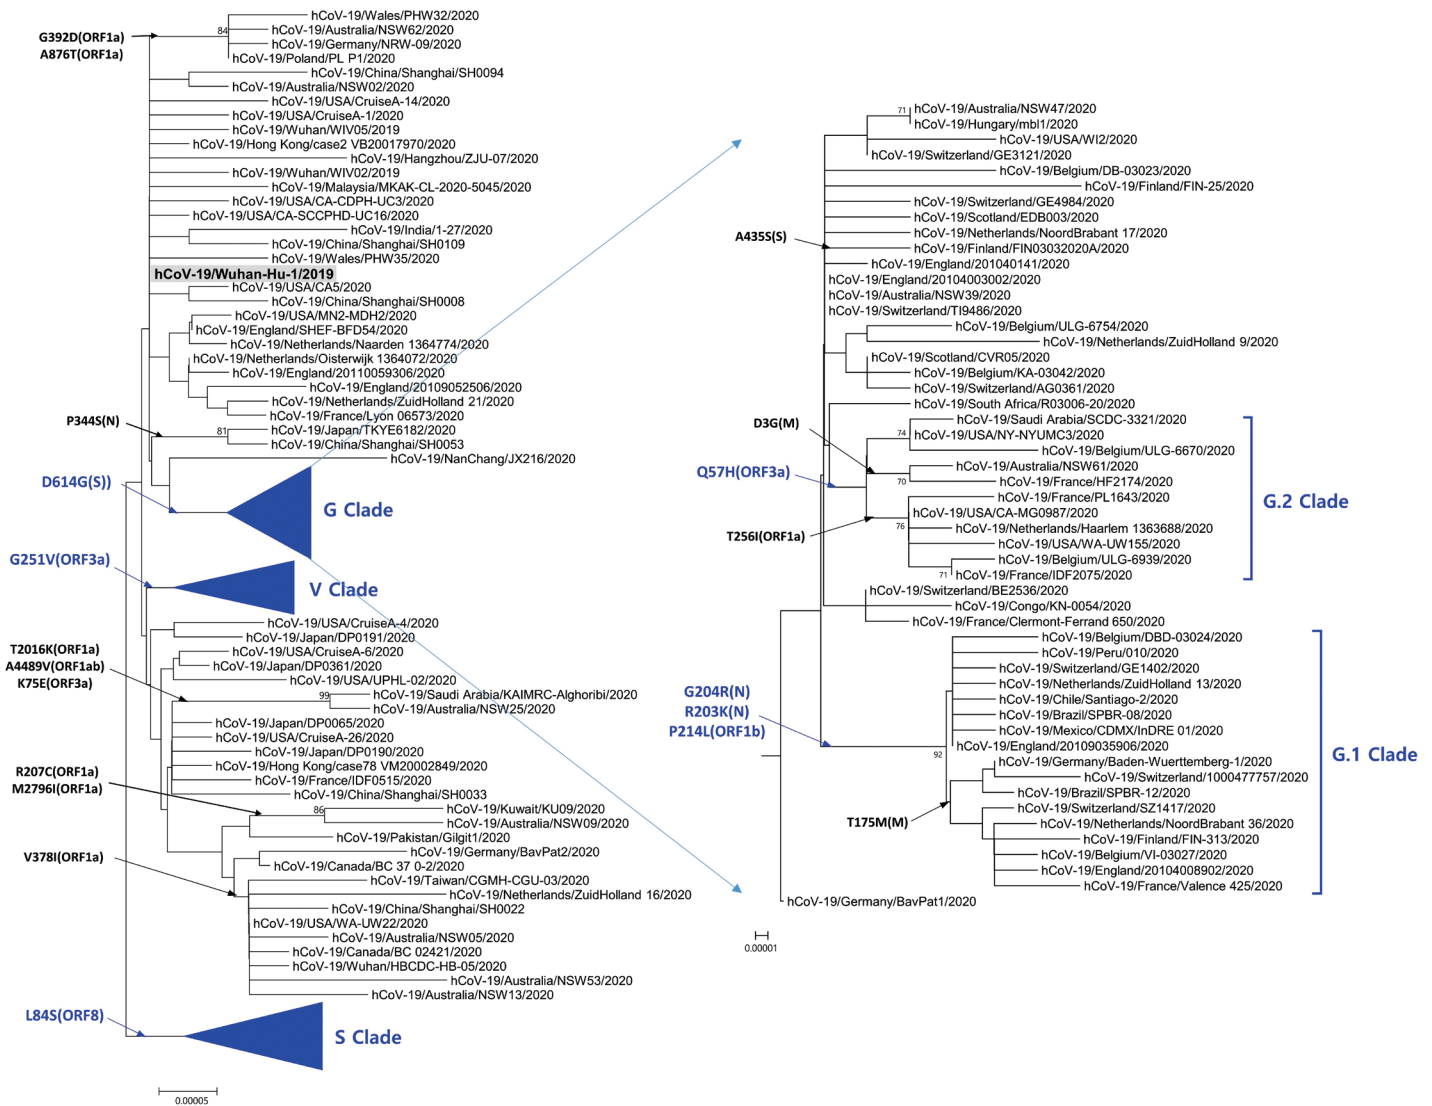 hCoV-19/Wales/PHW32/2020
84
hCoV-19/Australia/NSW62/2020
G392D(ORF1a)
A876T(ORF1a)
hCoV-19/Germany/NRW-09/2020
hCoV-19/Poland/PL P1/2020
hCoV-19/China/Shanghai/SH0094
hCoV-19/Australia/NSW02/2020
hCoV-19/USA/CruiseA-14/2020
hCoV-19/USA/CruiseA-1/2020
hCoV-19/Wuhan/WIV05/2019
hCoV-19/Hong Kong/case2 VB20017970/2020
hCoV-19/Hangzhou/ZJU-07/2020
hCoV-19/Wuhan/WIV02/2019
hCoV-19/Malaysia/MKAK-CL-2020-5045/2020
hCoV-19/USA/CA-CDPH-UC3/2020
hCoV-19/USA/CA-SCCPHD-UC16/2020
hCoV-19/India/1-27/2020
hCoV-19/China/Shanghai/SH0109
hCoV-19/Wales/PHW35/2020
hCoV-19/Wuhan-Hu-1/2019
hCoV-19/USA/CA5/2020
hCoV-19/China/Shanghai/SH0008
hCoV-19/USA/MN2-MDH2/2020
hCoV-19/England/SHEF-BFD54/2020
hCoV-19/Netherlands/Naarden 1364774/2020
hCoV-19/Netherlands/Oisterwijk 1364072/2020
hCoV-19/England/20110059306/2020
hCoV-19/England/20109052506/2020
hCoV-19/Netherlands/ZuidHolland 21/2020
hCoV-19/France/Lyon 06573/2020
P344S(N)
81
hCoV-19/Japan/TKYE6182/2020
hCoV-19/China/Shanghai/SH0053
hCoV-19/NanChang/JX216/2020
D614G(S))
G Clade
G251V(ORF3a)
V Clade
hCoV-19/USA/CruiseA-4/2020
hCoV-19/Japan/DP0191/2020
T2016K(ORF1a)
A4489V(ORF1ab)
K75E(ORF3a)
hCoV-19/USA/CruiseA-6/2020
hCoV-19/Japan/DP0361/2020
hCoV-19/USA/UPHL-02/2020
99
hCoV-19/Saudi Arabia/KAIMRC-Alghoribi/2020
hCoV-19/Australia/NSW25/2020
hCoV-19/Japan/DP0065/2020
hCoV-19/USA/CruiseA-26/2020
hCoV-19/Japan/DP0190/2020
hCoV-19/Hong Kong/case78 VM20002849/2020
R207C(ORF1a)
M2796I(ORF1a)
hCoV-19/France/IDF0515/2020
hCoV-19/China/Shanghai/SH0033
86
hCoV-19/Kuwait/KU09/2020
hCoV-19/Australia/NSW09/2020
hCoV-19/Pakistan/Gilgit1/2020
V378I(ORF1a)
hCoV-19/Germany/BavPat2/2020
hCoV-19/Canada/BC 37 0-2/2020
hCoV-19/Taiwan/CGMH-CGU-03/2020
hCoV-19/Netherlands/ZuidHolland 16/2020
hCoV-19/China/Shanghai/SH0022
hCoV-19/USA/WA-UW22/2020
hCoV-19/Australia/NSW05/2020
hCoV-19/Canada/BC 02421/2020
hCoV-19/Wuhan/HBCDC-HB-05/2020
hCoV-19/Australia/NSW53/2020
hCoV-19/Australia/NSW13/2020
L84S(ORF8)
S Clade
0.00005
71
hCoV-19/Australia/NSW47/2020
hCoV-19/Hungary/mbl1/2020
hCoV-19/USA/WI2/2020
hCoV-19/Switzerland/GE3121/2020
hCoV-19/Belgium/DB-03023/2020
hCoV-19/Finland/FIN-25/2020
hCoV-19/Switzerland/GE4984/2020
hCoV-19/Scotland/EDB003/2020
hCoV-19/Netherlands/NoordBrabant 17/2020
A435S(S)
hCoV-19/Finland/FIN03032020A/2020
hCoV-19/England/201040141/2020
hCoV-19/England/20104003002/2020
hCoV-19/Australia/NSW39/2020
hCoV-19/Switzerland/TI9486/2020
hCoV-19/Belgium/ULG-6754/2020
hCoV-19/Netherlands/ZuidHolland 9/2020
hCoV-19/Scotland/CVR05/2020
hCoV-19/Belgium/KA-03042/2020
hCoV-19/Switzerland/AG0361/2020
hCoV-19/South Africa/R03006-20/2020
D3G(M)
hCoV-19/Saudi Arabia/SCDC-3321/2020
74
hCoV-19/USA/NY-NYUMC3/2020
hCoV-19/Belgium/ULG-6670/2020
Q57H(ORF3a)
hCoV-19/Australia/NSW61/2020
70
hCoV-19/France/HF2174/2020
hCoV-19/France/PL1643/2020
G.2 Clade
hCoV-19/USA/CA-MG0987/2020
T256I(ORF1a)
76
hCoV-19/Netherlands/Haarlem 1363688/2020
hCoV-19/USA/WA-UW155/2020
hCoV-19/Belgium/ULG-6939/2020
71
hCoV-19/France/IDF2075/2020
hCoV-19/Switzerland/BE2536/2020
hCoV-19/Congo/KN-0054/2020
hCoV-19/France/Clermont-Ferrand 650/2020
hCoV-19/Belgium/DBD-03024/2020
hCoV-19/Peru/010/2020
hCoV-19/Switzerland/GE1402/2020
hCoV-19/Netherlands/ZuidHolland 13/2020
G204R(N)
R203K(N)
P214L(ORF1b)
hCoV-19/Chile/Santiago-2/2020
hCoV-19/Brazil/SPBR-08/2020
hCoV-19/Mexico/CDMX/InDRE 01/2020
hCoV-19/England/20109035906/2020
92
G.1 Clade
hCoV-19/Germany/Baden-Wuerttemberg-1/2020
hCoV-19/Switzerland/1000477757/2020
hCoV-19/Brazil/SPBR-12/2020
hCoV-19/Switzerland/SZ1417/2020
T175M(M)
hCoV-19/Netherlands/NoordBrabant 36/2020
hCoV-19/Finland/FIN-313/2020
hCoV-19/Belgium/VI-03027/2020
hCoV-19/England/20104008902/2020
hCoV-19/France/Valence 425/2020
hCoV-19/Germany/BavPat1/2020
0.00001